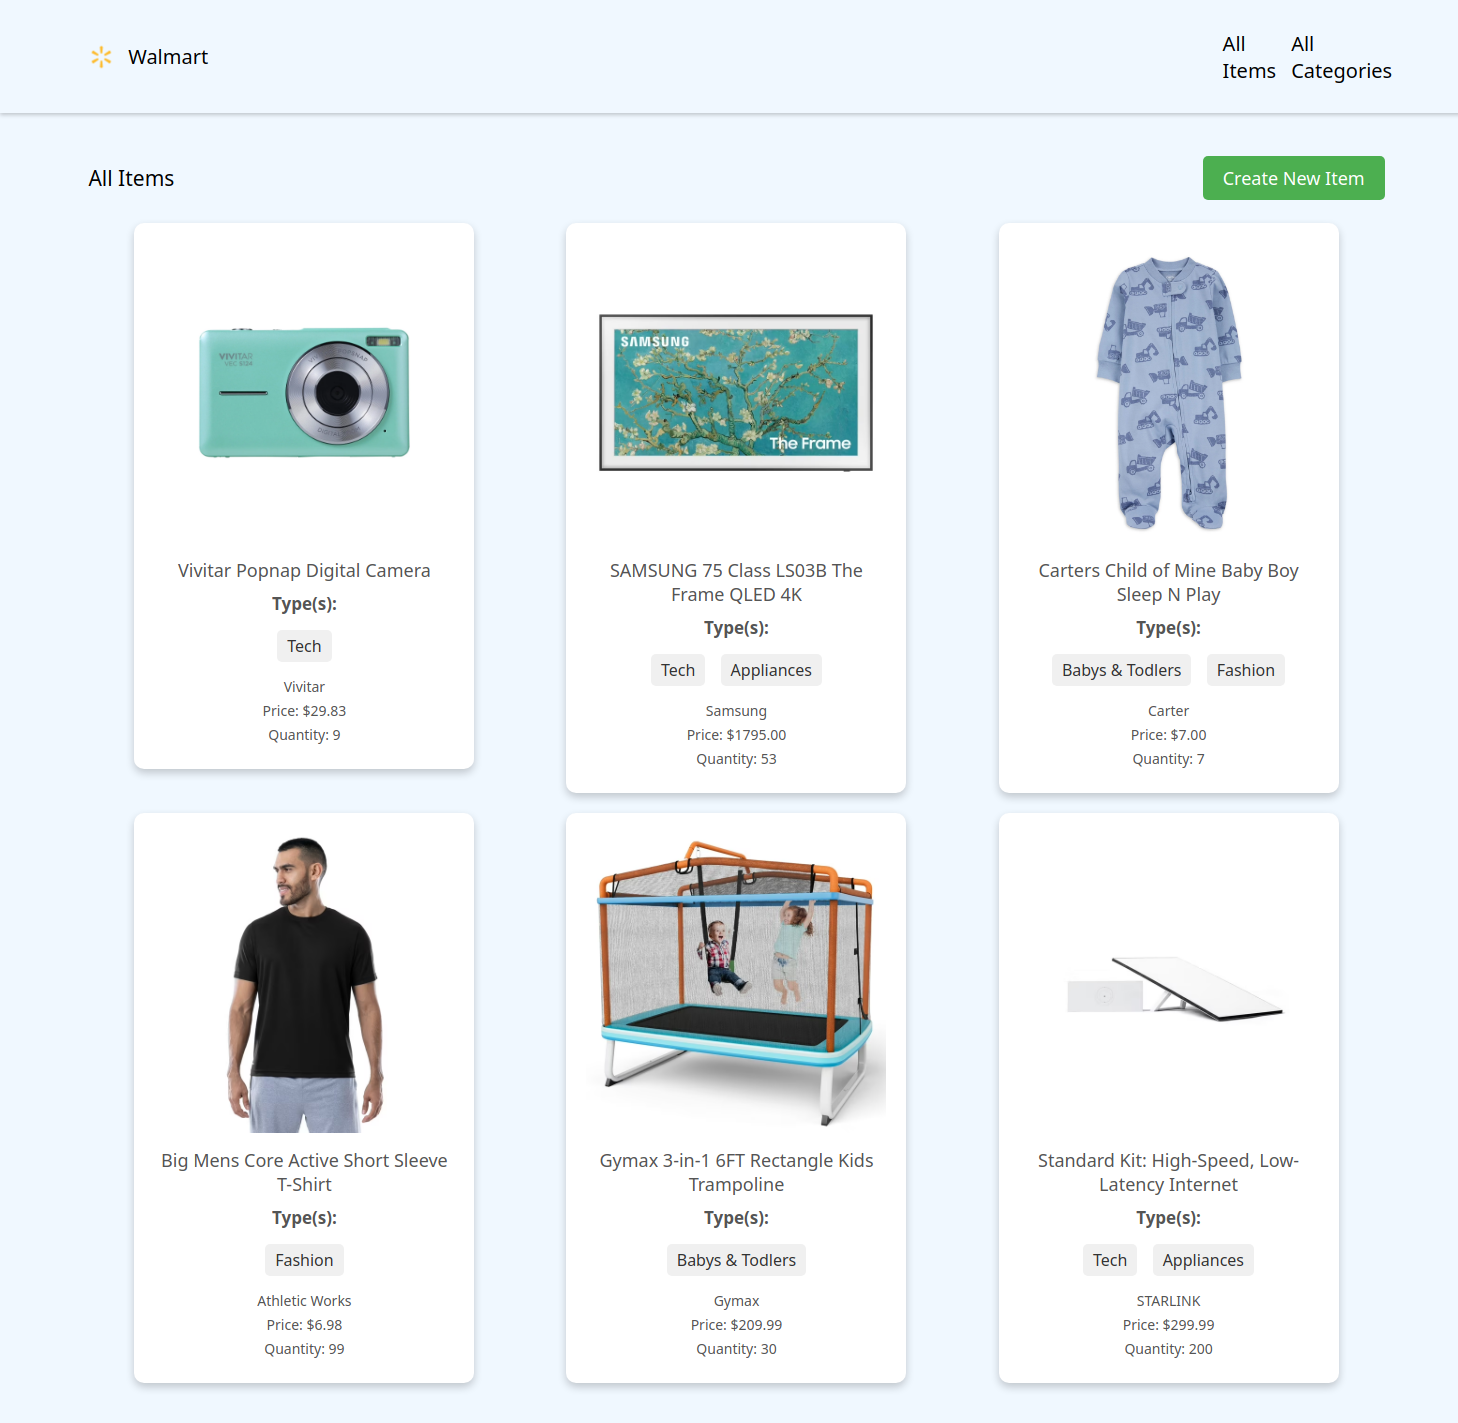 Walmart
All
Items
All
Categories
All Items
Create New Item
VIVITAR
SAMSUNG
The Frame
Vivitar Popnap Digital Camera
Type(s):
Tech
Vivitar
Price: $29.83
Quantity: 9
SAMSUNG 75 Class LS03B The
Frame QLED 4K
Type(s):
Tech Appliances
Samsung
Price: $1795.00
Quantity: 53
Carters Child of Mine Baby Boy
Sleep N Play
Type(s):
Babys & Todlers Fashion
Carter
Price: $7.00
Quantity: 7
Big Mens Core Active Short Sleeve
T-Shirt
Type(s):
Fashion
Athletic Works
Price: $6.98
Quantity: 99
Gymax 3-in-1 6FT Rectangle Kids
Trampoline
Type(s):
Babys & Todlers
Gymax
Price: $209.99
Quantity: 30
Standard Kit: High-Speed, Low-
Latency Internet
Type(s):
Tech Appliances
STARLINK
Price: $299.99
Quantity: 200